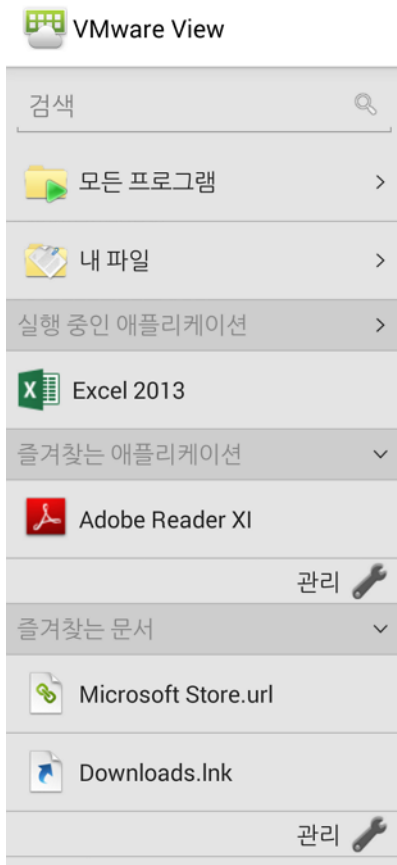 VMware View
검색
모든 프로그램
내 파일
실행 중인 애플리케이션
Excel 2013
즐겨찾는 애플리케이션
Adobe Reader XI
관리
즐겨찾는 문서
Microsoft Store.url
Downloads.lnk
관리